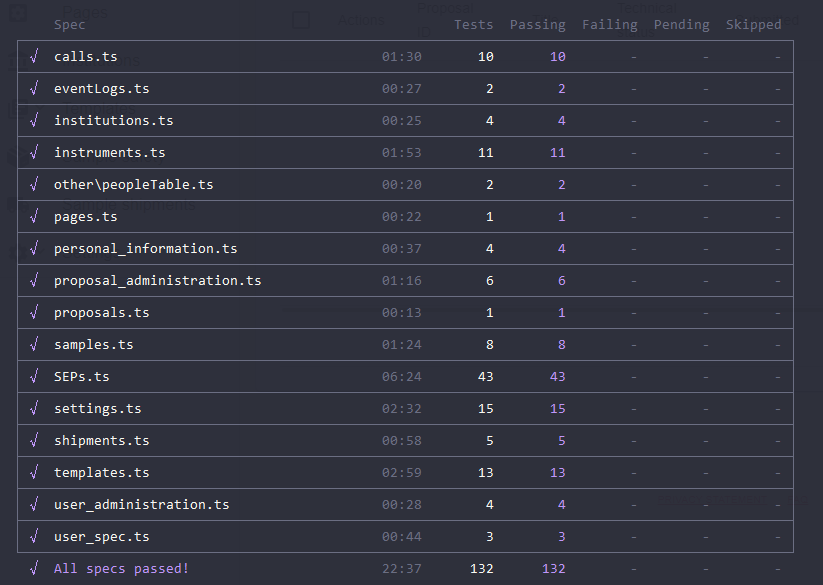 Spec Tests Passing Failing Pending Skipped
√ calls.ts 01:30 10 10 - - -
√ eventLogs.ts 00:27 2 2 - - -
√ institutions.ts 00:25 4 4 - - -
√ instruments.ts 01:53 11 11 - - -
√ other\peopleTable.ts 00:20 2 2 - - -
√ pages.ts 00:22 1 1 - - -
√ personal_information.ts 00:37 4 4 - - -
√ proposal_administration.ts 01:16 6 6 - - -
√ proposals.ts 00:13 1 1 - - -
√ samples.ts 01:24 8 8 - - -
√ SEPs.ts 06:24 43 43 - - -
√ settings.ts 02:32 15 15 - - -
√ shipments.ts 00:58 5 5 - - -
√ templates.ts 02:59 13 13 - - -
√ user_administration.ts 00:28 4 4 - - -
√ user_spec.ts 00:44 3 3 - - -
√ All specs passed! 22:37 132 132 - - -